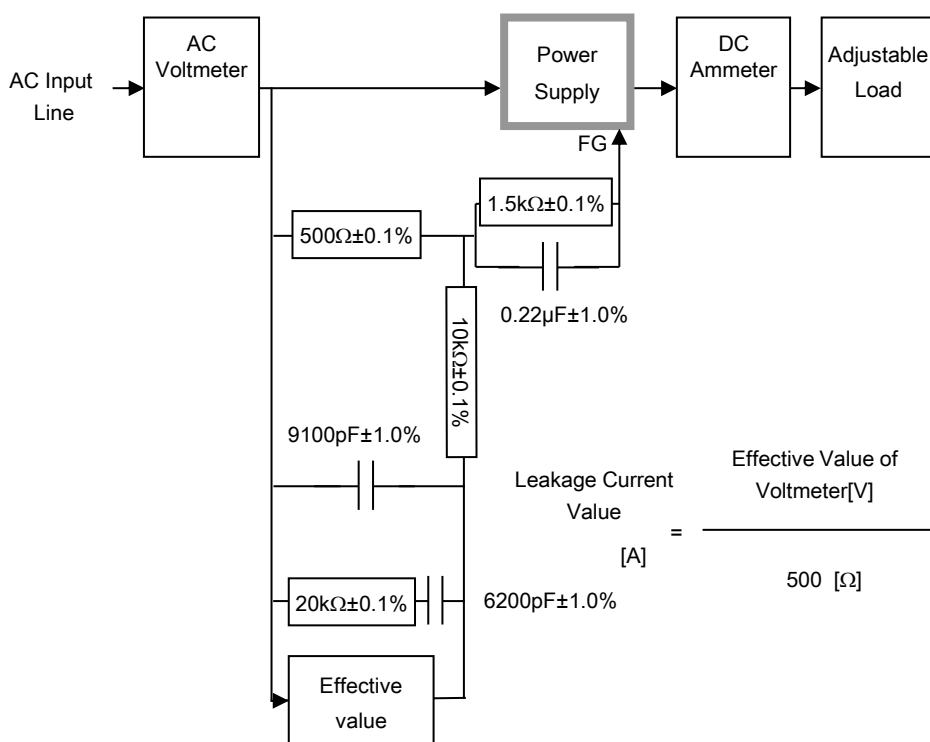 AC
Voltmeter
AC Input
Line
Power
Supply
DC
Ammeter
Adjustable
Load
FG
1.5kΩ±0.1%
500Ω±0.1%
0.22µF±1.0%
10kΩ±0.1%
9100pF±1.0%
Leakage Current
Value
[A]
=
Effective Value of
Voltmeter[V]
500 [Ω]
20kΩ±0.1%
6200pF±1.0%
Effective
value